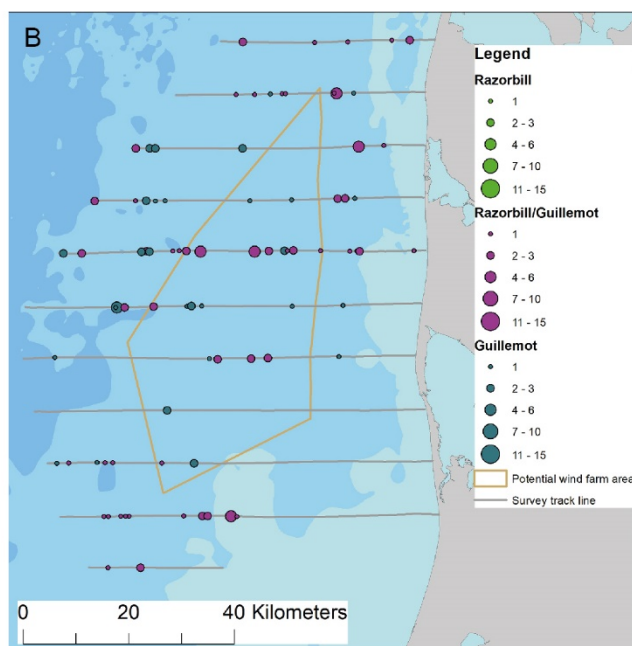 B
Legend
Razorbill
1
2 - 3
4 - 6
7 - 10
11 - 15
Razorbill/Guillemot
1
2 - 3
4 - 6
7 - 10
11 - 15
Guillemot
1
2 - 3
4 - 6
7 - 10
11 - 15
Potential wind farm area
Survey track line
0 20 40 Kilometers